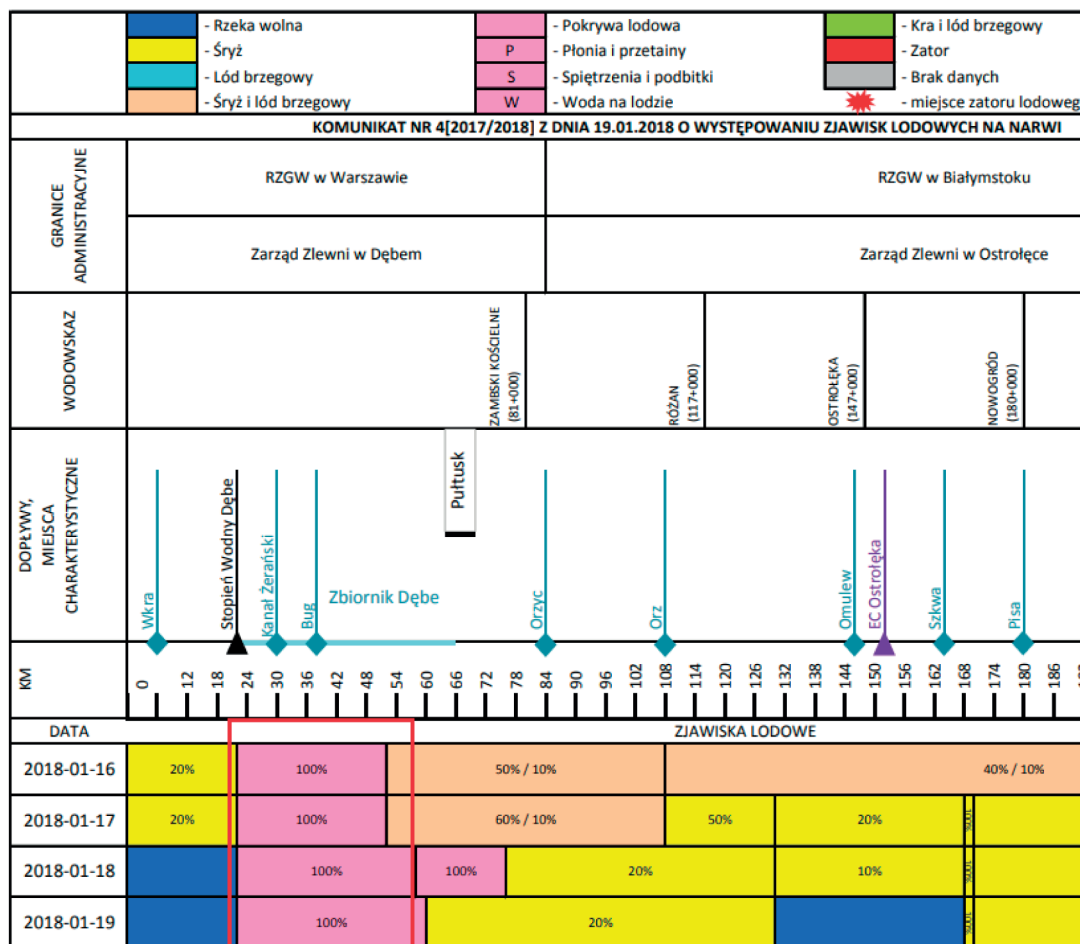 - Rzeka wolna
- Śryż
- Lód brzegowy
- Śryż i lód brzegowy
- Pokrywa lodowa
P - Płonia i przetainy
S - Spiętrzenia i podbitki
W - Woda na lodzie
- Kra i lód brzegowy
- Zator
- Brak danych
- miejsce zatoru lodoweg
KOMUNIKAT NR 4[2017/2018] Z DNIA 19.01.2018 O WYSTĘPOWANIU ZJAWISK LODOWYCH NA NARWI
GRANICE
ADMINISTRACYJNE
RZGW w Warszawie
RZGW w Białymstoku
Zarząd Zlewni w Dębem
Zarząd Zlewni w Ostrołęce
WODOWSKAZ
ZAMBSKI KOŚCIELNE
(81+000)
RÓŻAN
(117+000)
OSTROŁĘKA
(147+000)
NOWOGRÓD
(180+000)
DOPŁYWY,
MIEJSCA
CHARAKTERYSTYCZNE
Wkra
Stopień Wodny Dębe
Kanał Żerański
Bug
Zbiornik Dębe
Pułtusk
Orzyc
Orz
Omulew
EC Ostrołęka
Szkwa
Pisa
KM
0 12 18 24 30 36 42 48 54 60 66 72 78 84 90 96 102 108 114 120 126 132 138 144 150 156 162 168 174 180 186
DATA ZJAWISKA LODOWE
2018-01-16 20% 100% 50% / 10% 40% / 10%
2018-01-17 20% 100% 60% / 10% 50% 20% 100%
2018-01-18 100% 100% 20% 10% 100%
2018-01-19 100% 20% 100%